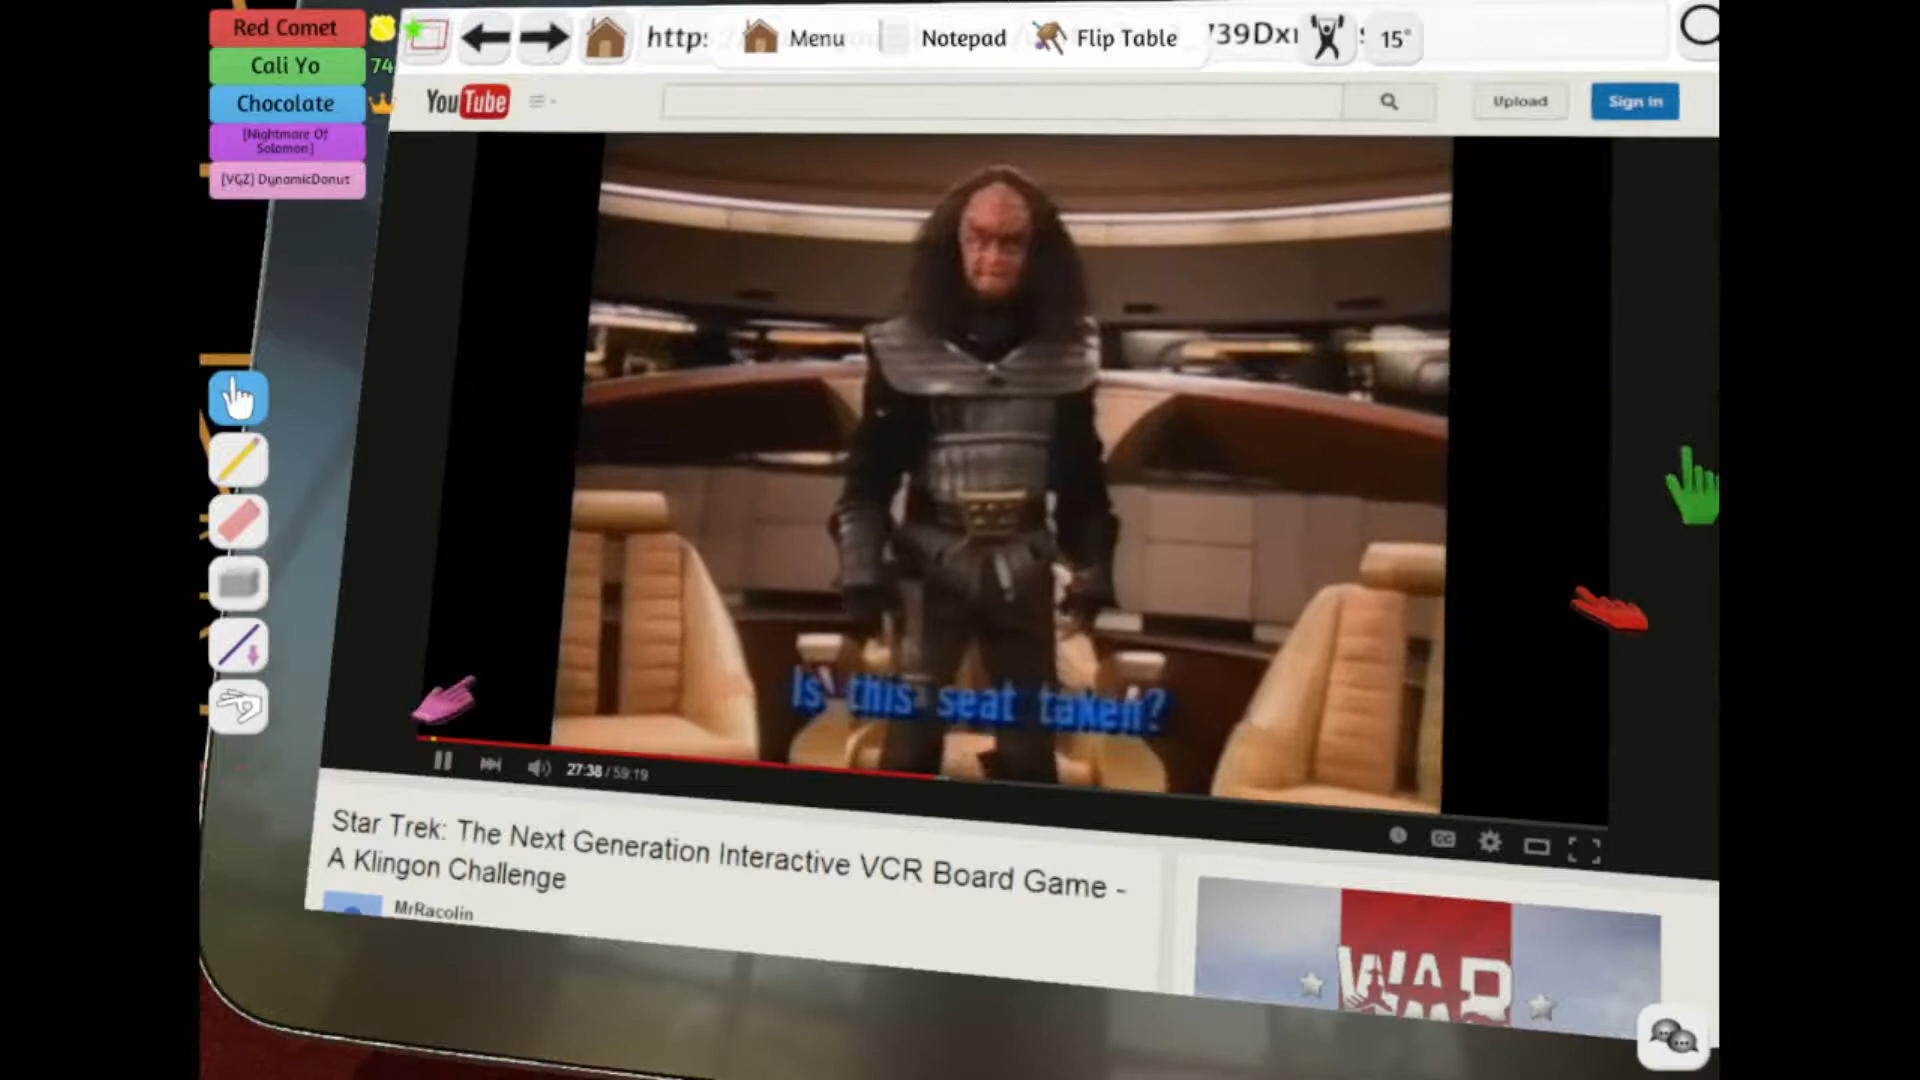 Red Comet
Cali Yo
74
Chocolate
[Nightmare Of
Solomon]
[VGZ] DynamicDonut
http:
Menu
Notepad
Flip Table
739Dx
15°
YouTube
Upload
Sign in
Is this seat taken?
27:38 / 59:19
CC
Star Trek: The Next Generation Interactive VCR Board Game -
A Klingon Challenge
MrRacolin
WAR